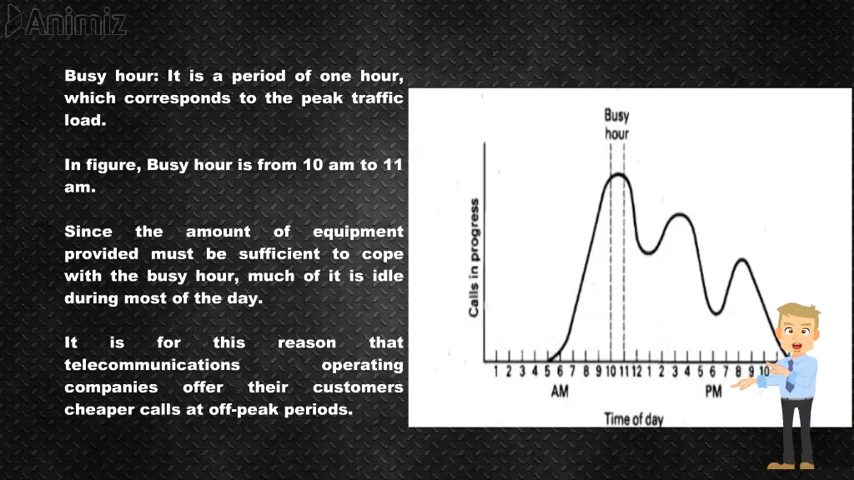 Animiz
Busy hour: It is a period of one hour,
which corresponds to the peak traffic
load.
In figure, Busy hour is from 10 am to 11
am.
Since the amount of equipment
provided must be sufficient to cope
with the busy hour, much of it is idle
during most of the day.
It is for this reason that
telecommunications operating
companies offer their customers
cheaper calls at off-peak periods.
Busy
hour
Calls in progress
1 2 3 4 5 6 7 8 9 10 11 12 1 2 3 4 5 6 7 8 9 10
AM PM
Time of day